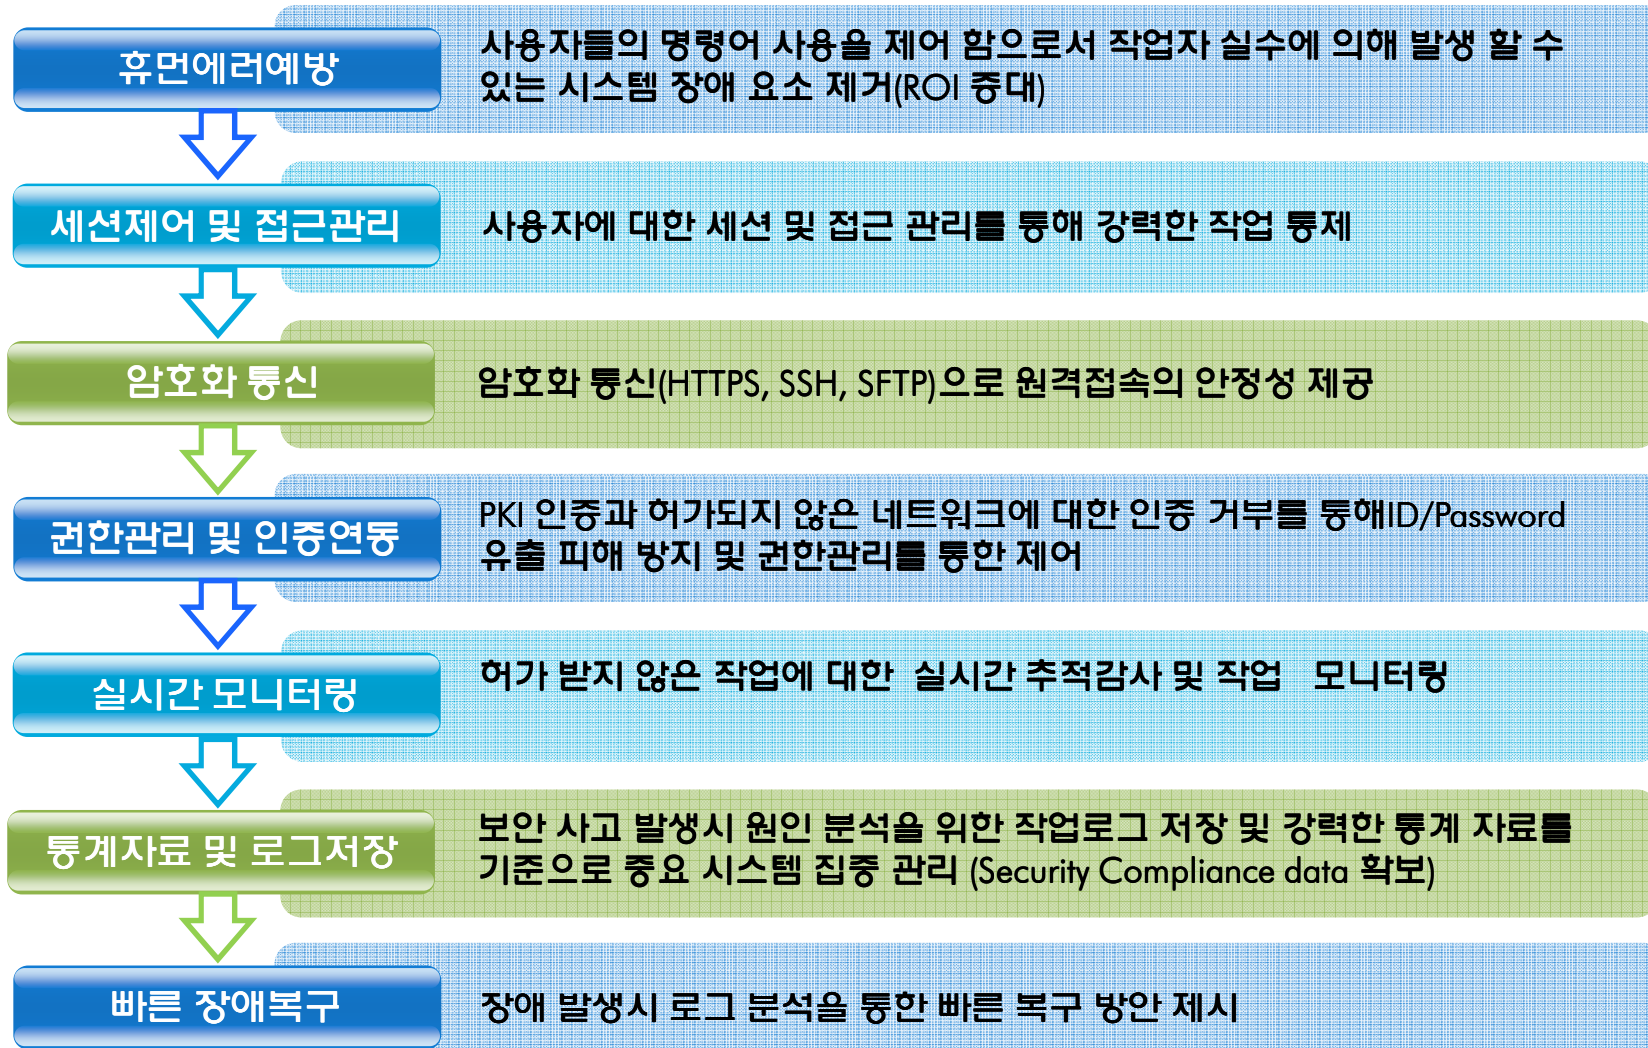 휴먼에러예방
사용자들의 명령어 사용을 제어 함으로서 작업자 실수에 의해 발생 할 수
있는 시스템 장애 요소 제거(ROI 증대)
세션제어 및 접근관리
사용자에 대한 세션 및 접근 관리를 통해 강력한 작업 통제
암호화 통신
암호화 통신(HTTPS, SSH, SFTP)으로 원격접속의 안정성 제공
권한관리 및 인증연동
PKI 인증과 허가되지 않은 네트워크에 대한 인증 거부를 통해ID/Password
유출 피해 방지 및 권한관리를 통한 제어
실시간 모니터링
허가 받지 않은 작업에 대한 실시간 추적감사 및 작업 모니터링
통계자료 및 로그저장
보안 사고 발생시 원인 분석을 위한 작업로그 저장 및 강력한 통계 자료를
기준으로 중요 시스템 집중 관리 (Security Compliance data 확보)
빠른 장애복구
장애 발생시 로그 분석을 통한 빠른 복구 방안 제시